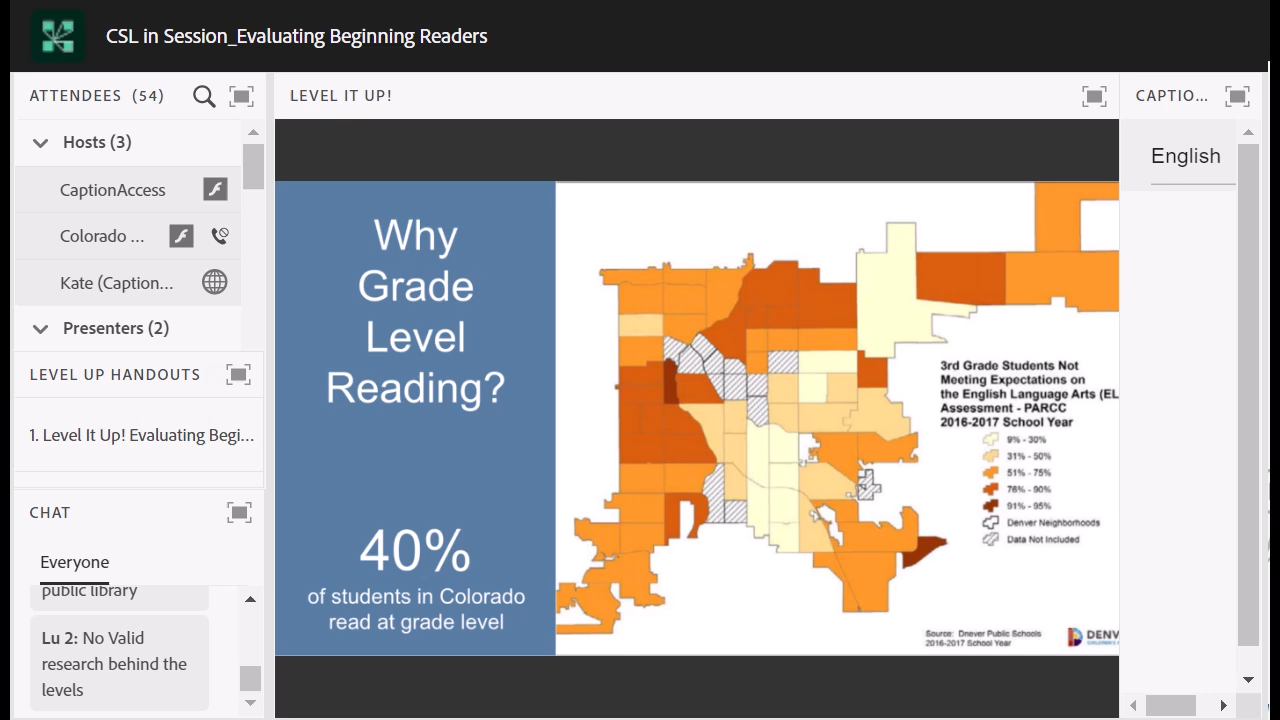 CSL in Session_Evaluating Beginning Readers
ATTENDEES (54)
Hosts (3)
CaptionAccess
Colorado ...
Kate (Caption...
Presenters (2)
LEVEL UP HANDOUTS
1. Level It Up! Evaluating Begi...
CHAT
Everyone
public library
Lu 2: No Valid
research behind the
levels
LEVEL IT UP!
Why
Grade
Level
Reading?
40%
of students in Colorado
read at grade level
3rd Grade Students Not
Meeting Expectations on
the English Language Arts (EL
Assessment - PARCC
2016-2017 School Year
9% - 30%
31% - 50%
51% - 75%
76% - 90%
91% - 95%
Denver Neighborhoods
Data Not Included
Source: Dnever Public Schools
2016-2017 School Year
DENV
CAPTIO...
English